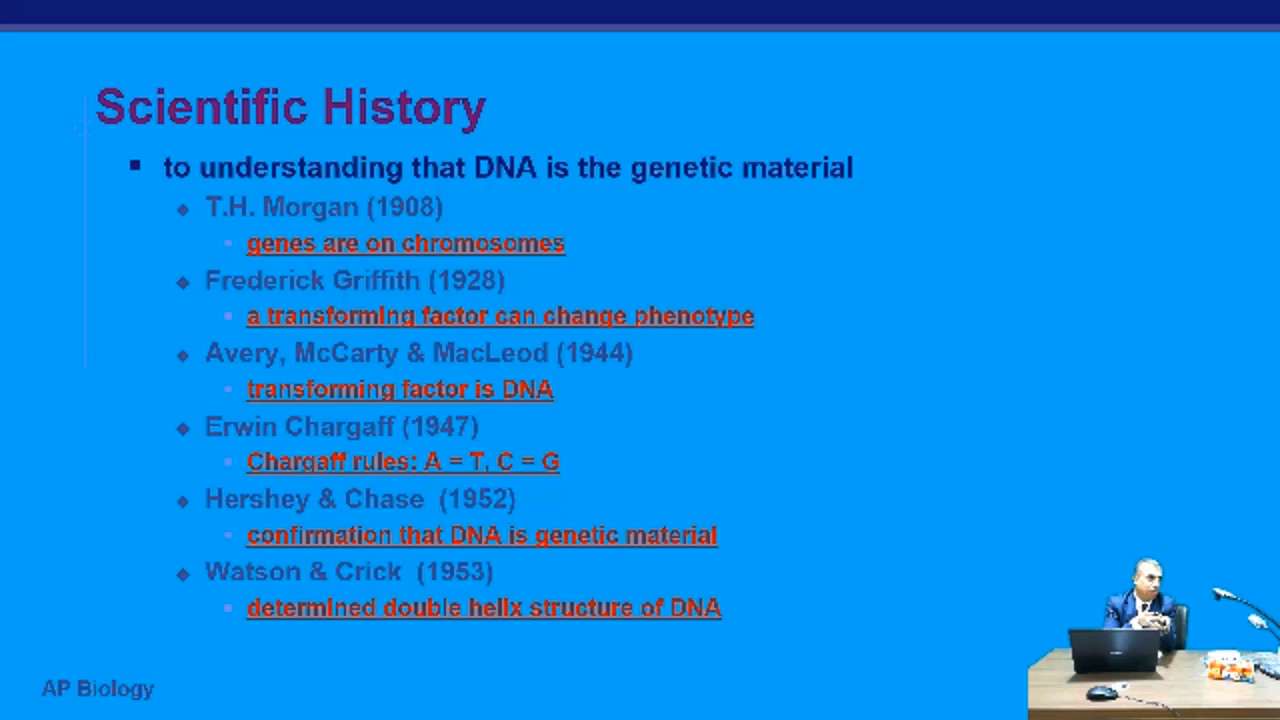 Scientific History
to understanding that DNA is the genetic material
T.H. Morgan (1908)
genes are on chromosomes
Frederick Griffith (1928)
a transforming factor can change phenotype
Avery, McCarty & MacLeod (1944)
transforming factor is DNA
Erwin Chargaff (1947)
Chargaff rules: A = T, C = G
Hershey & Chase (1952)
confirmation that DNA is genetic material
Watson & Crick (1953)
determined double helix structure of DNA
AP Biology